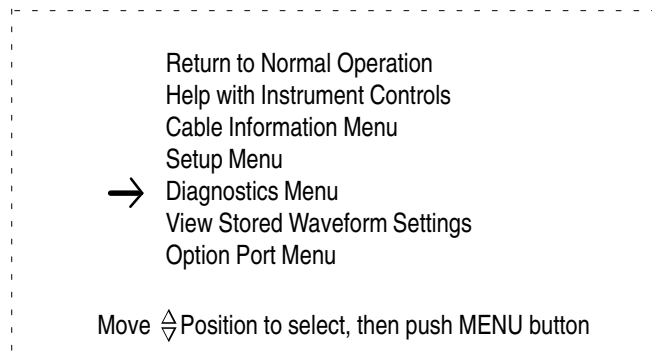 Return to Normal Operation
Help with Instrument Controls
Cable Information Menu
Setup Menu
Diagnostics Menu
View Stored Waveform Settings
Option Port Menu
Move Position to select, then push MENU button